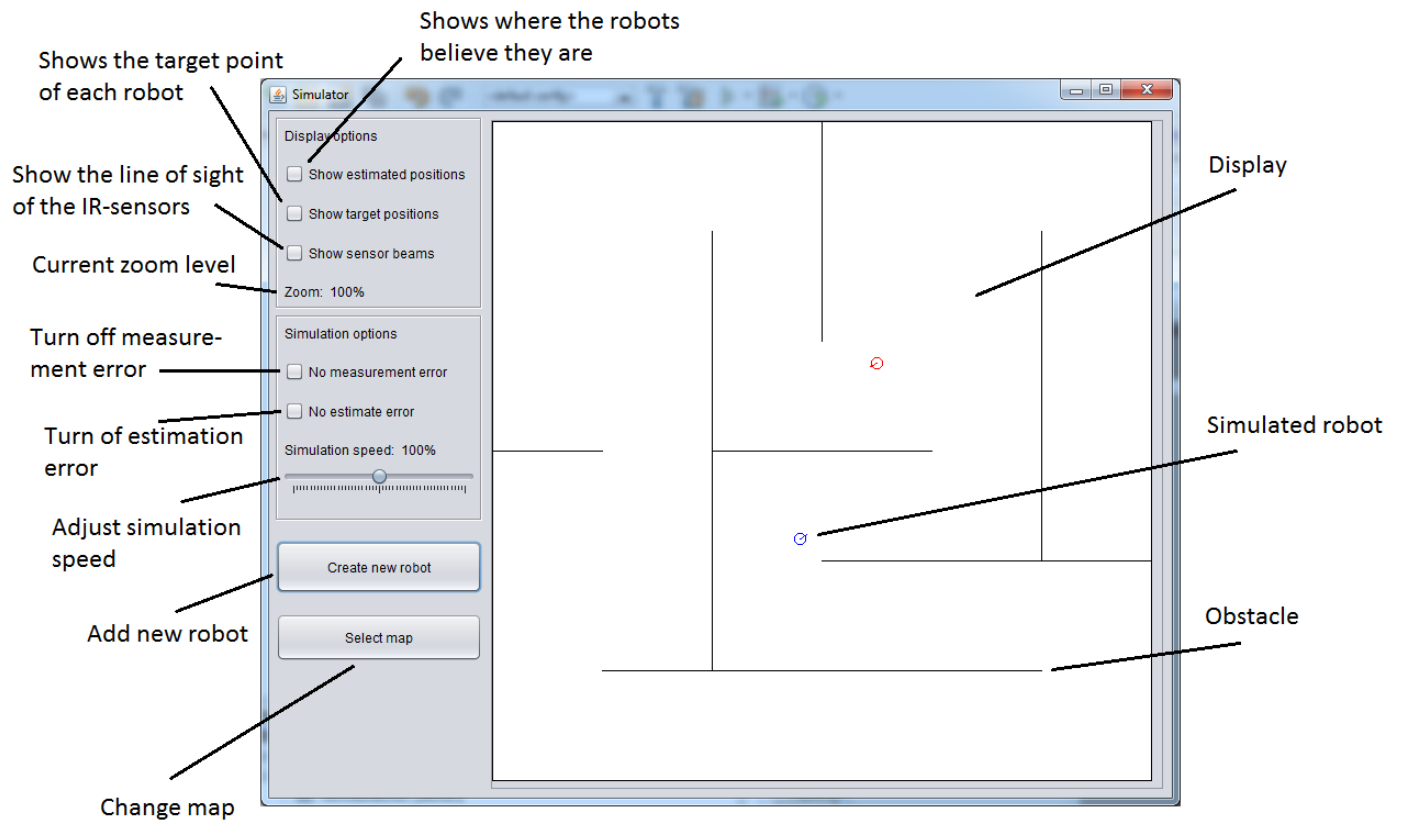 Shows where the robots
believe they are
Shows the target point
of each robot
Simulator
Display options
Show estimated positions
Show the line of sight
of the IR-sensors
Show target positions
Show sensor beams
Current zoom level
Zoom: 100%
Display
Turn off measure-
ment error
Simulation options
No measurement error
No estimate error
Turn of estimation
error
Simulation speed: 100%
Simulated robot
Adjust simulation
speed
Create new robot
Add new robot
Select map
Obstacle
Change map